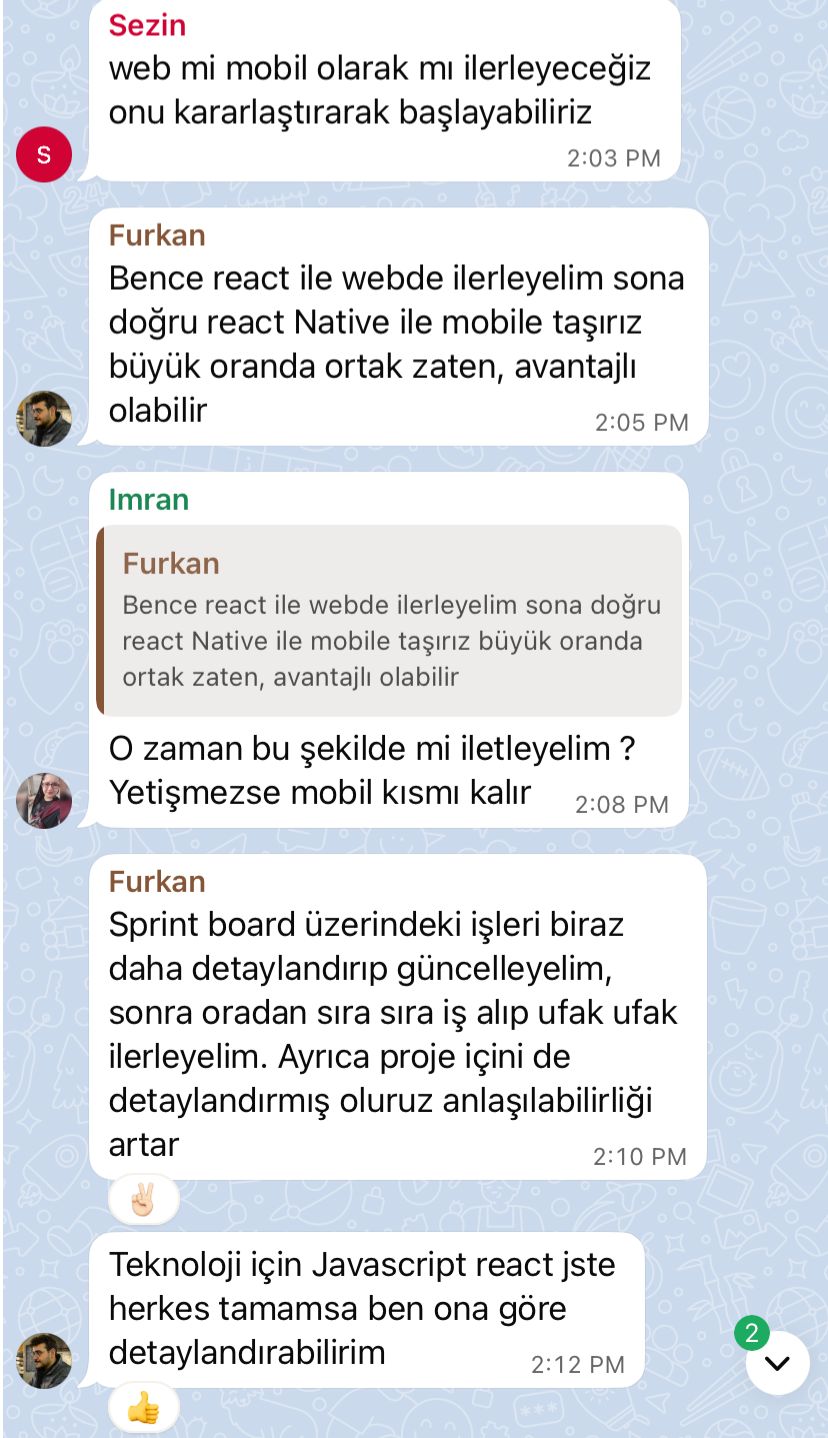 Sezin
web mi mobil olarak mı ilerleyeceğiz
onu kararlaştırarak başlayabiliriz
2:03 PM
S
Furkan
Bence react ile webde ilerleyelim sona
doğru react Native ile mobile taşırız
büyük oranda ortak zaten, avantajlı
olabilir
2:05 PM
Imran
Furkan
Bence react ile webde ilerleyelim sona doğru
react Native ile mobile taşırız büyük oranda
ortak zaten, avantajlı olabilir
O zaman bu şekilde mi iletleyelim ?
Yetişmezse mobil kısmı kalır
2:08 PM
Furkan
Sprint board üzerindeki işleri biraz
daha detaylandırıp güncelleyelim,
sonra oradan sıra sıra iş alıp ufak ufak
ilerleyelim. Ayrıca proje içini de
detaylandırmış oluruz anlaşılabilirliği
artar
2:10 PM
Teknoloji için Javascript react jste
herkes tamamsa ben ona göre
detaylandırabilirim
2:12 PM
2